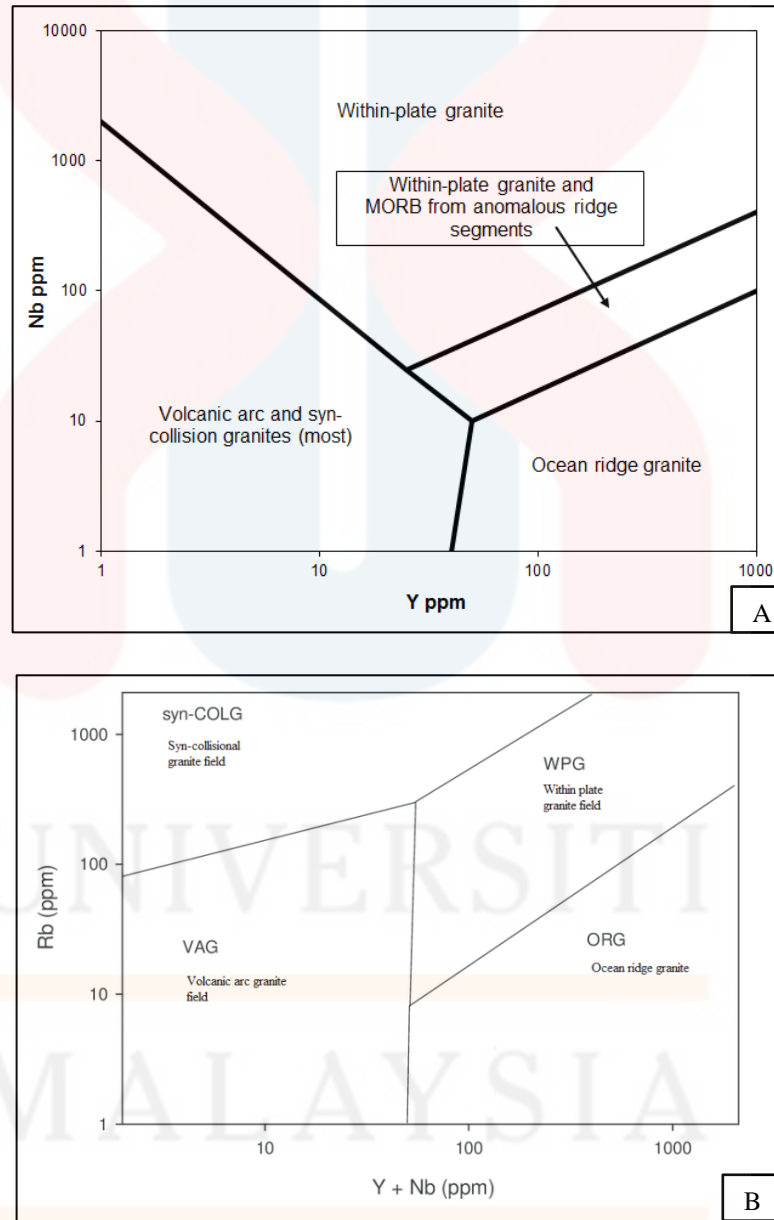 10000
Within-plate granite
1000
Within-plate granite and
MORB from anomalous ridge
segments
Nb ppm
100
10
Volcanic arc and syn-
collision granites (most)
Ocean ridge granite
1
1
10
100
1000
Y ppm
A
syn-COLG
Syn-collisional
granite field
1000
WPG
Within plate
granite field
100
Rb (ppm)
VAG
Volcanic arc granite
field
ORG
Ocean ridge granite
10
1
10
100
1000
Y + Nb (ppm)
B
UNIVERSITI
MALAYSIA